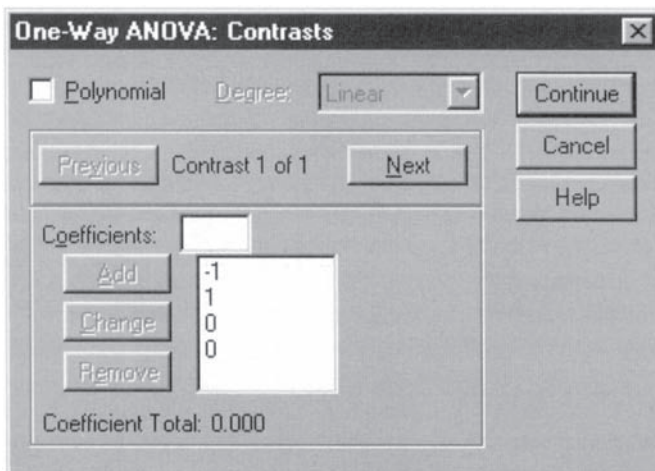 One-Way ANOVA: Contrasts
Polynomial Degree: Linear Continue
Previous Contrast 1 of 1 Next Cancel
Help
Coefficients:
Add
Change
Remove
-1
1
0
0
Coefficient Total: 0.000